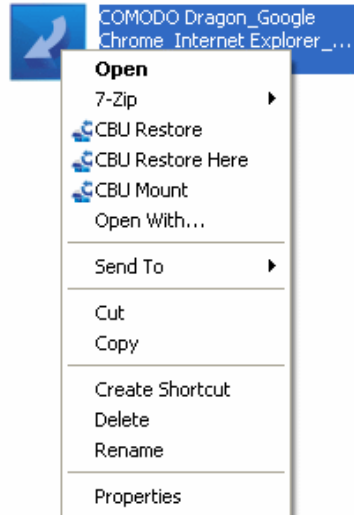 COMODO Dragon_Google
Chrome_Internet Explorer_...
Open
7-Zip
CBU Restore
CBU Restore Here
CBU Mount
Open With...
Send To
Cut
Copy
Create Shortcut
Delete
Rename
Properties